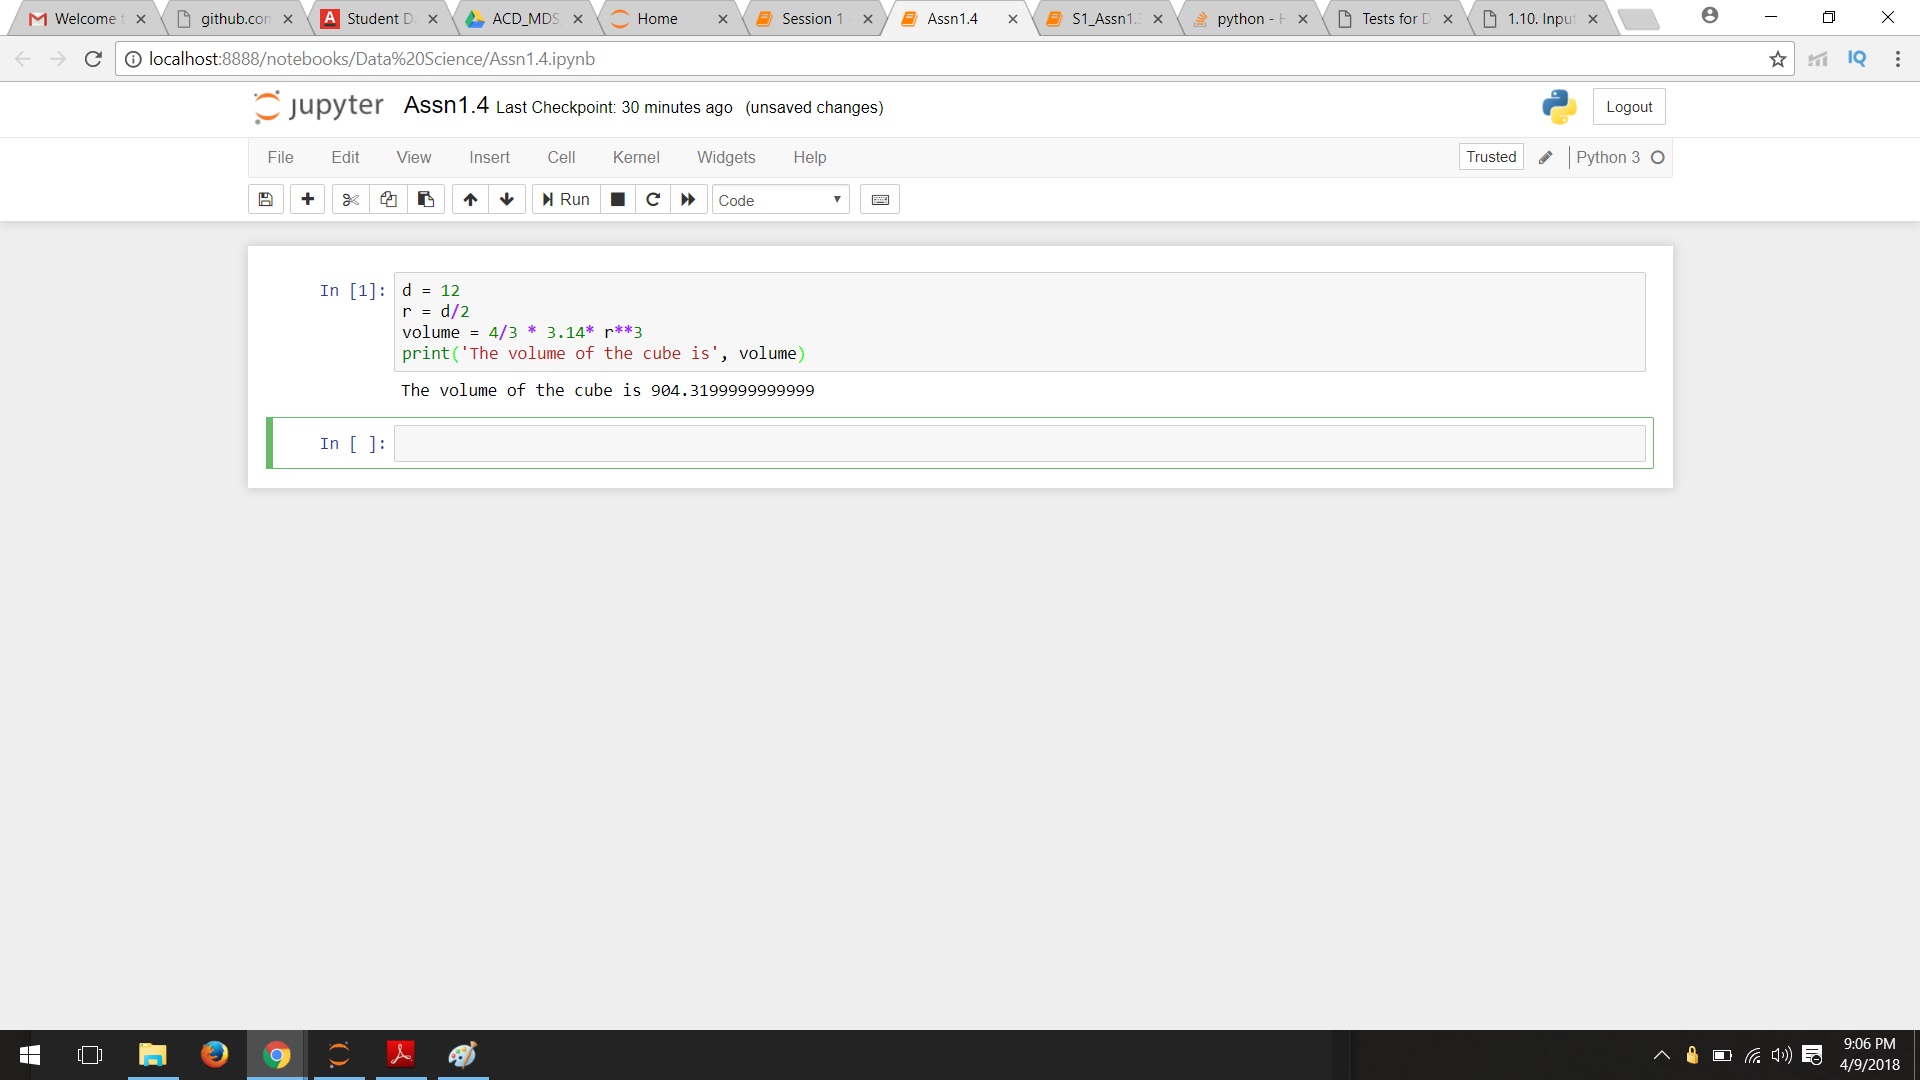 Welcome t
github.con
Student D
ACD_MDS
Home
Session 1
Assn1.4
S1_Assn1.
python - H
Tests for D
1.10. Input
localhost:8888/notebooks/Data%20Science/Assn1.4.ipynb
IQ
jupyter Assn1.4 Last Checkpoint: 30 minutes ago (unsaved changes)
Logout
File Edit View Insert Cell Kernel Widgets Help
Trusted Python 3
Run Code
In [1]: d = 12
r = d/2
volume = 4/3 * 3.14* r**3
print('The volume of the cube is', volume)
The volume of the cube is 904.3199999999999
In [ ]:
9:06 PM
4/9/2018